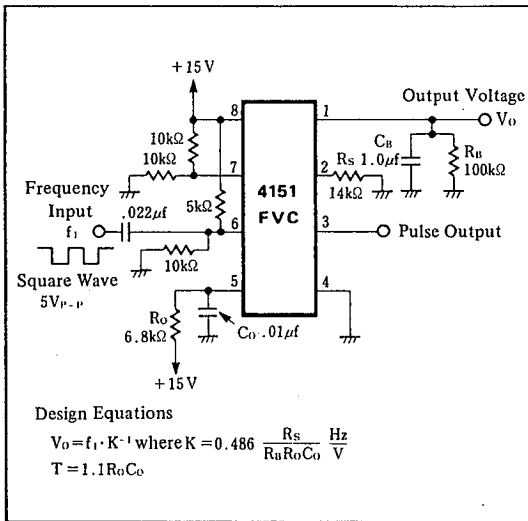 +15V
Output Voltage
8
1
Vo
10kΩ
10kΩ
CB
1.0μf
RB
100kΩ
7
2
RS
14kΩ
4151
FVC
Frequency
Input
f1
.022μf
5kΩ
6
3
Pulse Output
10kΩ
Square Wave
5VP-P
5
4
Ro
6.8kΩ
Co .01μf
+15V
Design Equations
Vo=f1·K⁻¹ where K=0.486 RS/RBRoCo Hz/V
T=1.1RoCo